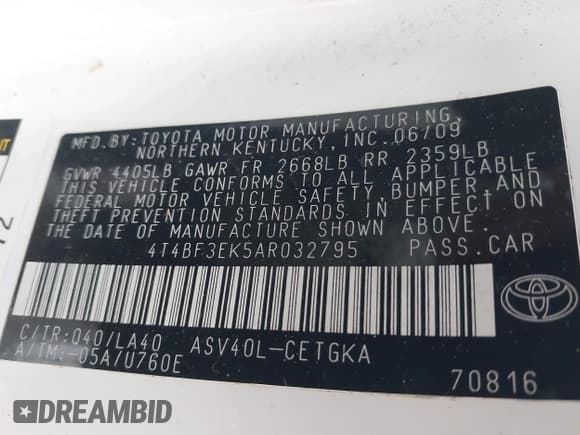 MFD.BY:TOYOTA MOTOR MANUFACTURING,
NORTHERN KENTUCKY, INC. 06/09
GVWR 4405LB GAWR FR 2668LB RR 2359LB
THIS VEHICLE CONFORMS TO ALL APPLICABLE
FEDERAL MOTOR VEHICLE SAFETY, BUMPER, AND
THEFT PREVENTION STANDARDS IN EFFECT ON
THE DATE OF MANUFACTURE SHOWN ABOVE.
4T4BF3EK5AR032795 PASS.CAR
C/TR:040/LA40 ASV40L-CETGKA
A/TM:-05A/U760E
70816
DREAMBID